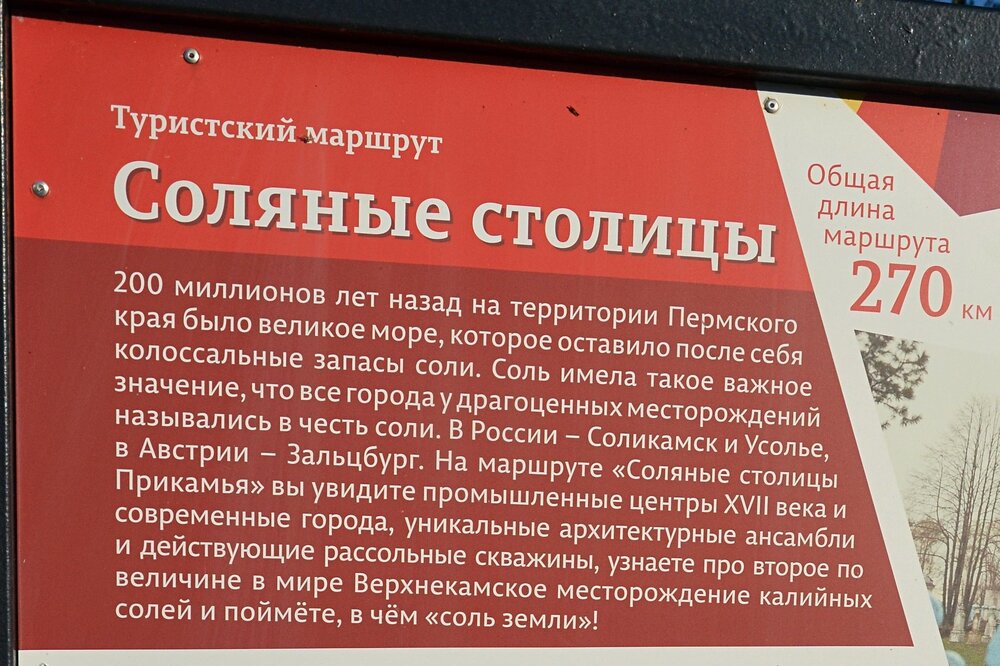 Туристский маршрут
Соляные столицы
200 миллионов лет назад на территории Пермского
края было великое море, которое оставило после себя
колоссальные запасы соли. Соль имела такое важное
значение, что все города у драгоценных месторождений
назывались в честь соли. В России – Соликамск и Усолье,
в Австрии – Зальцбург. На маршруте «Соляные столицы
Прикамья» вы увидите промышленные центры XVII века и
современные города, уникальные архитектурные ансамбли
и действующие рассольные скважины, узнаете про второе по
величине в мире Верхнекамское месторождение калийных
солей и поймёте, в чём «соль земли»!
Общая
длина
маршрута
270 км